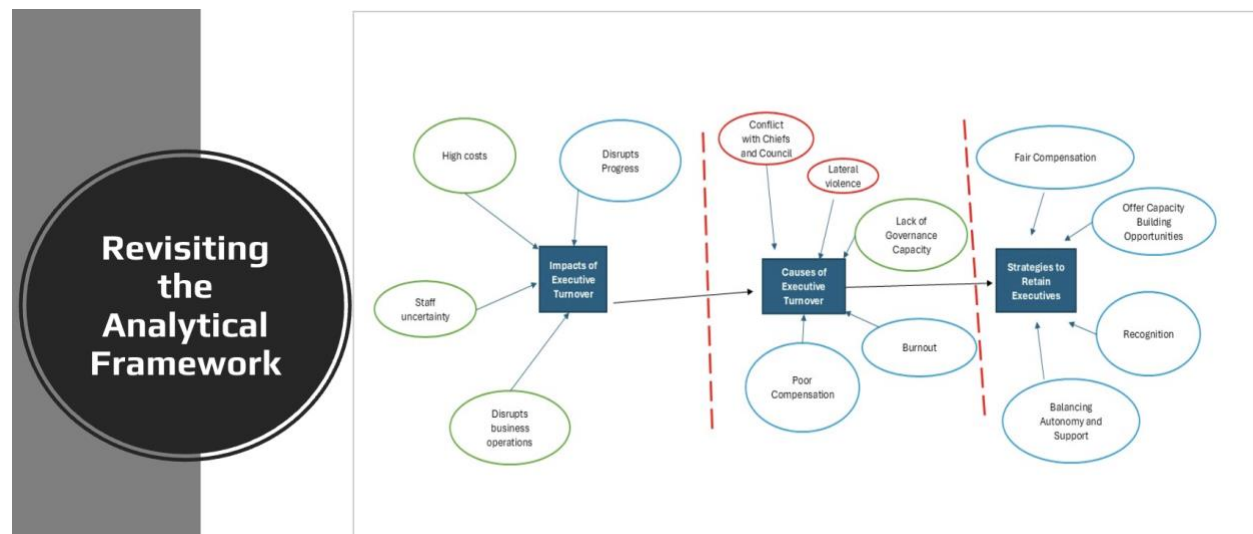 Revisiting
the
Analytical
Framework
High costs
Disrupts
Progress
Impacts of
Executive
Turnover
Staff
uncertainty
Disrupts
business
operations
Conflict
with Chiefs
and Council
Lateral
violence
Lack of
Governance
Capacity
Causes of
Executive
Turnover
Burnout
Poor
Compensation
Fair Compensation
Offer Capacity
Building
Opportunities
Strategies to
Retain
Executives
Recognition
Balancing
Autonomy and
Support